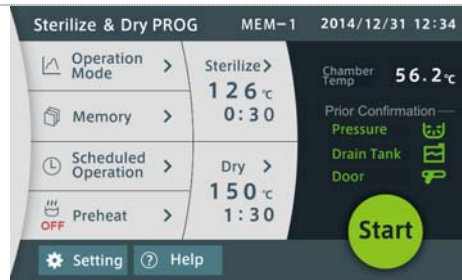 Sterilize & Dry PROG MEM-1 2014/12/31 12:34
Operation
Mode >
Memory >
Scheduled
Operation >
OFF Preheat >
Sterilize>
126℃
0:30
Dry >
150℃
1:30
Chamber
Temp 56.2℃
Prior Confirmation
Pressure
Drain Tank
Door
Start
Setting ? Help